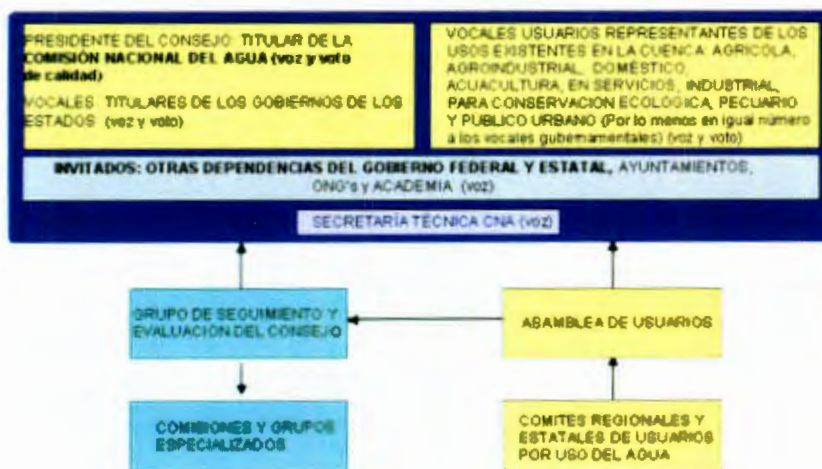 PRESIDENTE DEL CONSEJO: TITULAR DE LA
COMISIÓN NACIONAL DEL AGUA (voz y voto
de calidad)
VOCALES: TITULARES DE LOS GOBIERNOS DE LOS
ESTADOS (voz y voto)
VOCALES USUARIOS REPRESENTANTES DE LOS
USOS EXISTENTES EN LA CUENCA: AGRICOLA,
AGROINDUSTRIAL, DOMÉSTICO,
ACUACULTURA, EN SERVICIOS, INDUSTRIAL,
PARA CONSERVACION ECOLOGICA, PECUARIO
Y PUBLICO URBANO (Por lo menos en igual número
a los vocales gubernamentales) (voz y voto)
INVITADOS: OTRAS DEPENDENCIAS DEL GOBIERNO FEDERAL Y ESTATAL, AYUNTAMIENTOS,
ONG's y ACADEMIA (voz)
SECRETARÍA TÉCNICA CNA (voz)
GRUPO DE SEGUIMIENTO Y
EVALUACION DEL CONSEJO
ASAMBLEA DE USUARIOS
COMISIONES Y GRUPOS
ESPECIALIZADOS
COMITES REGIONALES Y
ESTATALES DE USUARIOS
POR USO DEL AGUA